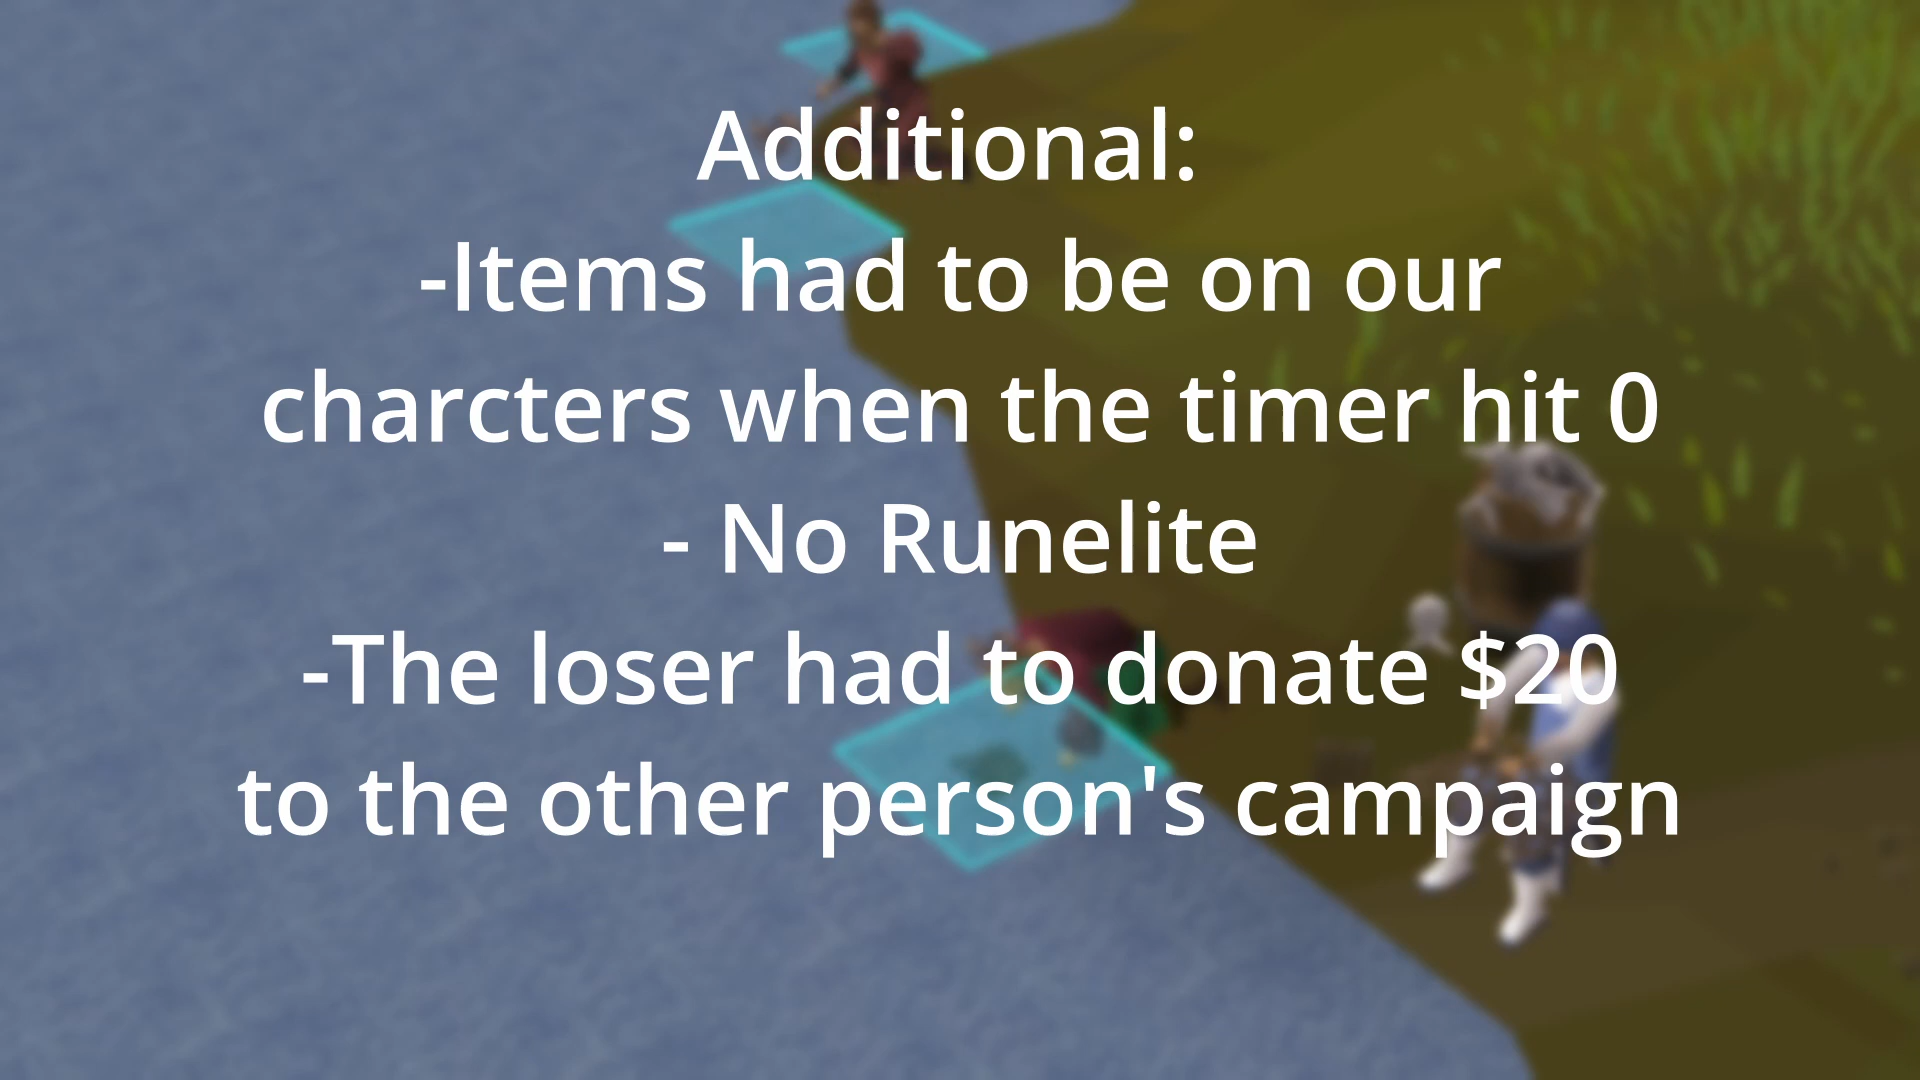 Additional:
-Items had to be on our
charcters when the timer hit 0
- No Runelite
-The loser had to donate $20
to the other person's campaign